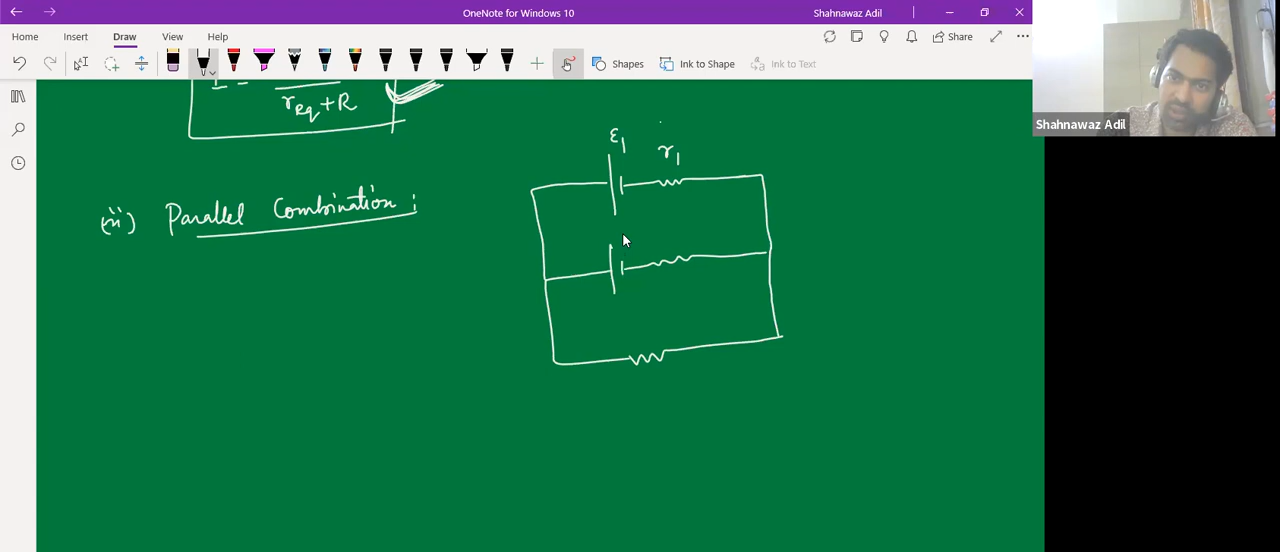 OneNote for Windows 10
Shahnawaz Adil
Home Insert Draw View Help
Share
Shapes
Ink to Shape
Ink to Text
Shahnawaz Adil
I =
r_Eq + R
(ii) Parallel Combination :
ε₁
r₁